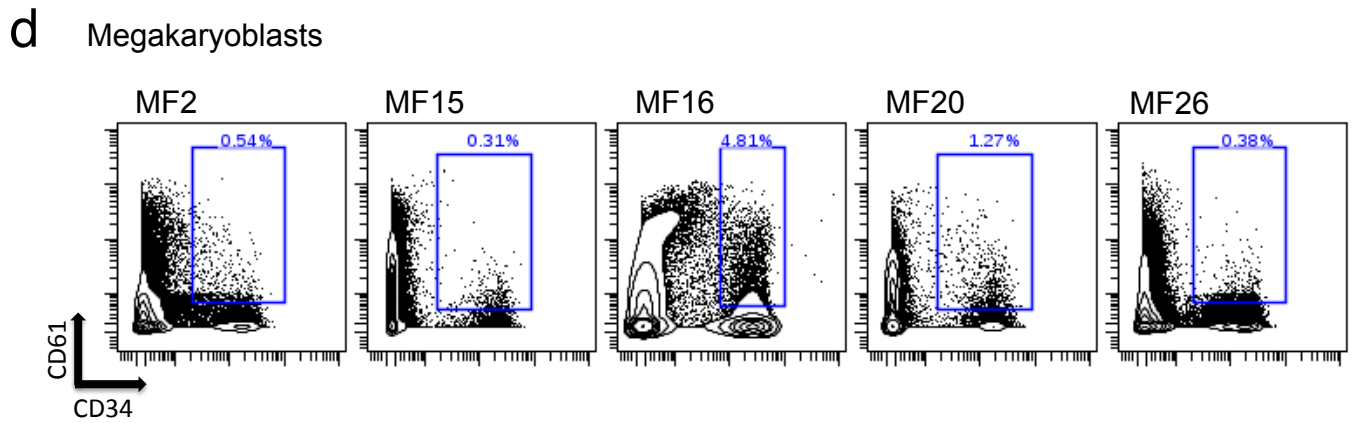 d Megakaryoblasts
MF2 MF15 MF16 MF20 MF26
0.54% 0.31% 4.81% 1.27% 0.38%
CD61
CD34